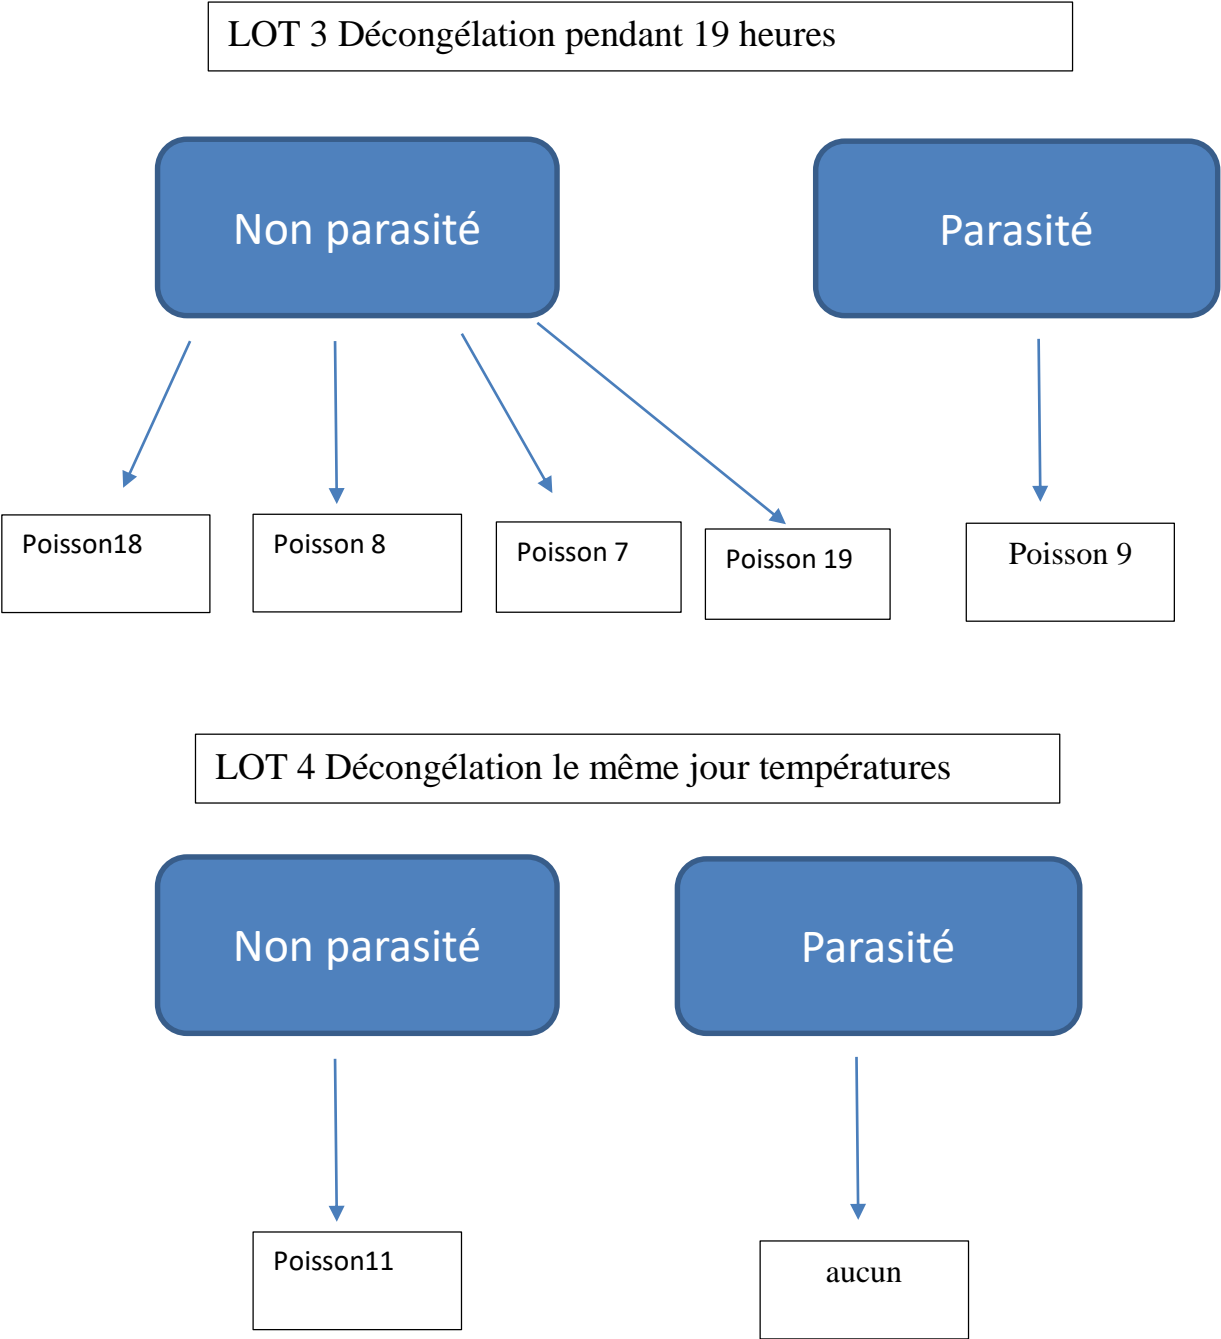 LOT 3 Décongélation pendant 19 heures
Non parasité
Parasité
Poisson18
Poisson 8
Poisson 7
Poisson 19
Poisson 9
LOT 4 Décongélation le même jour températures
Non parasité
Parasité
Poisson11
aucun